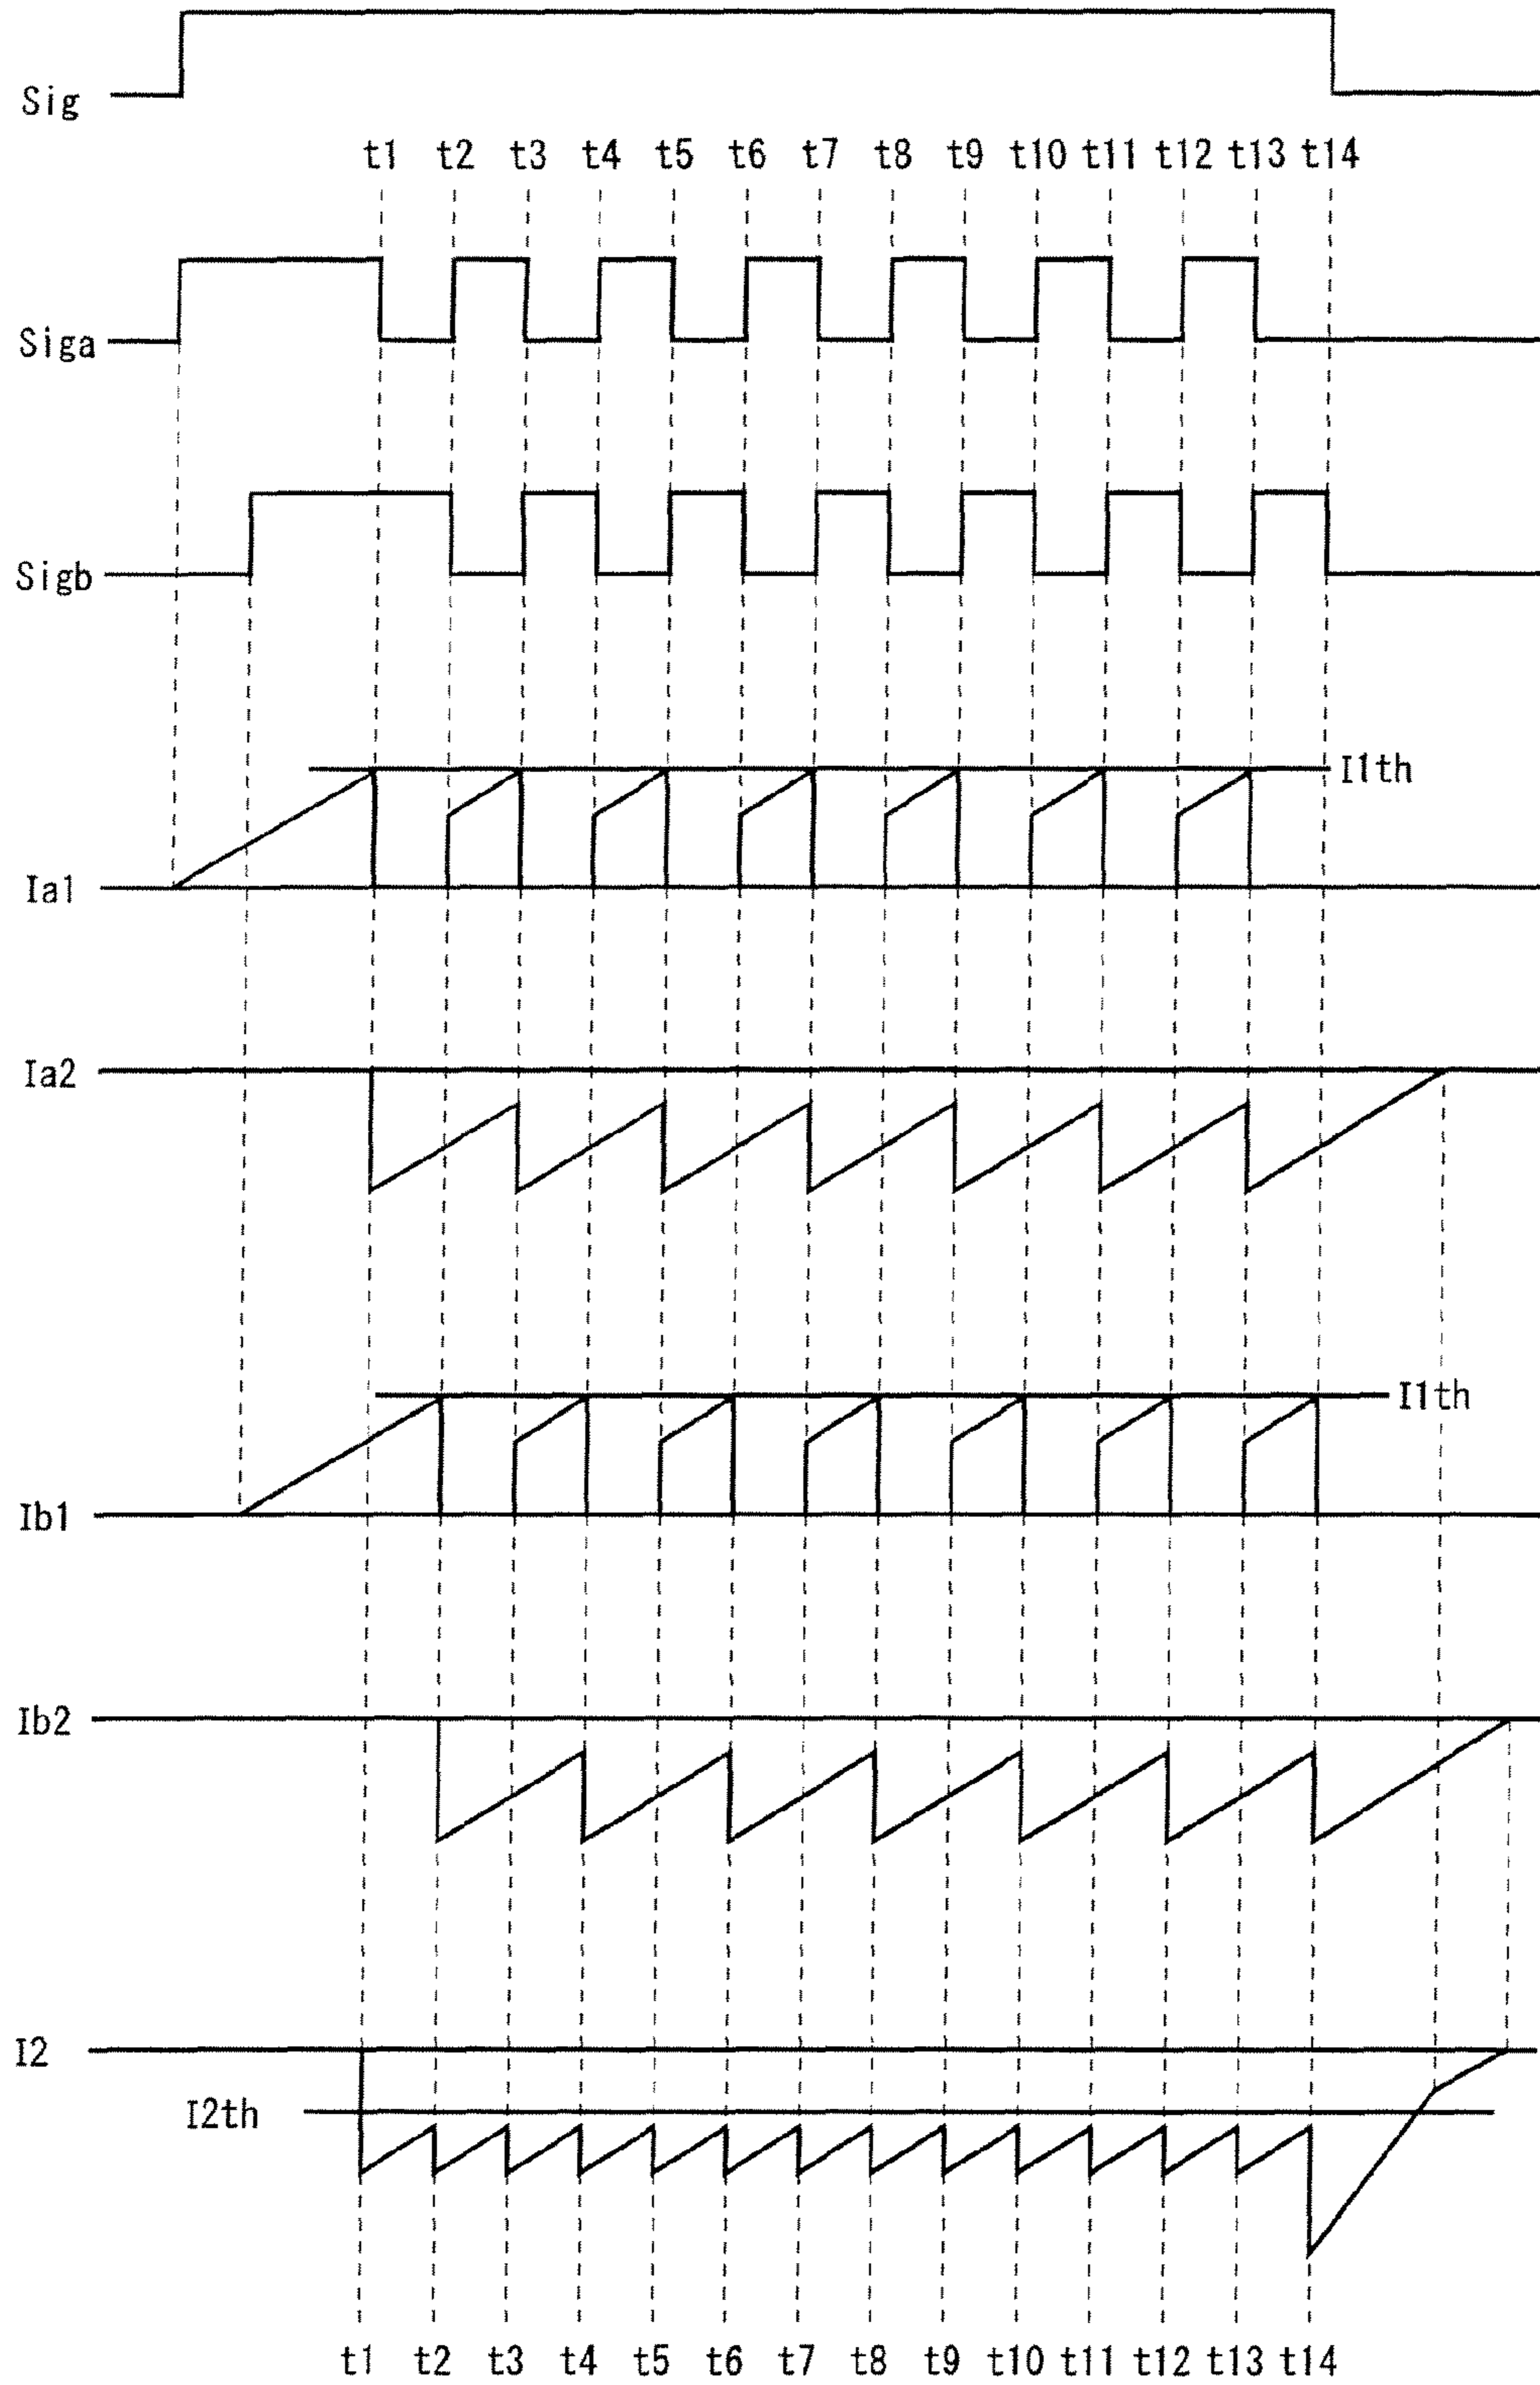 Sig
t1 t2 t3 t4 t5 t6 t7 t8 t9 t10 t11 t12 t13 t14
Siga
Sigb
I1th
Ia1
Ia2
I1th
Ib1
Ib2
I2
I2th
t1 t2 t3 t4 t5 t6 t7 t8 t9 t10 t11 t12 t13 t14